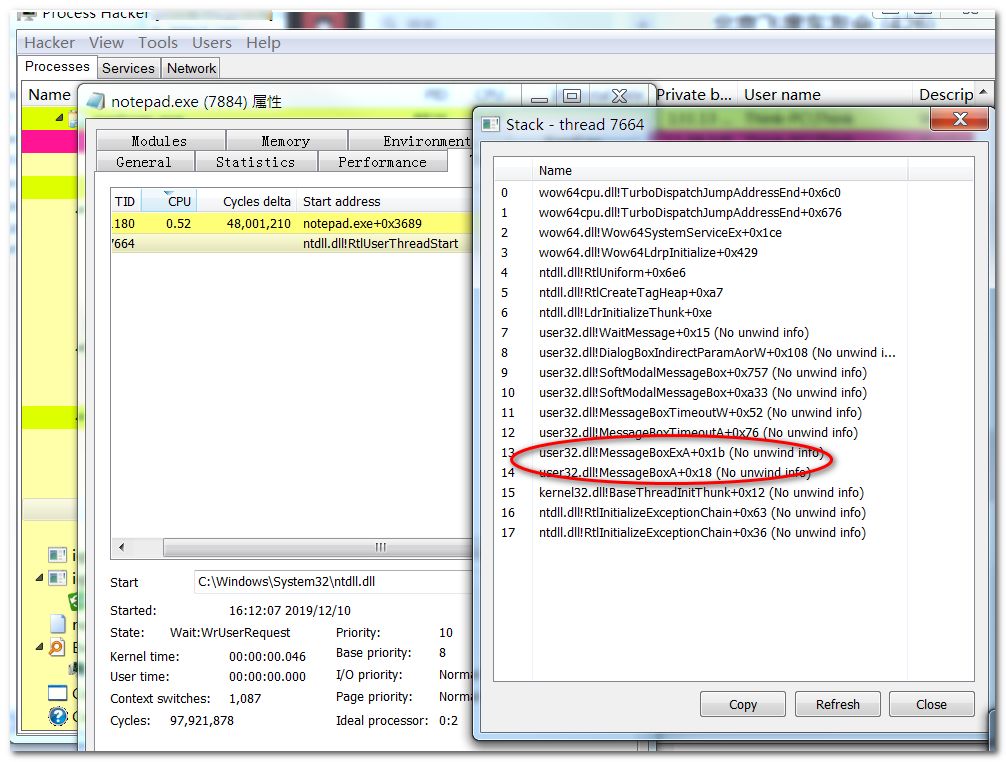 Process Hacker
Hacker View Tools Users Help
Processes Services Network
Name
Private b... User name Descrip
notepad.exe (7884) 属性
Modules Memory Environment
General Statistics Performance
TID CPU Cycles delta Start address
180 0.52 48,001,210 notepad.exe+0x3689
7664 ntdll.dll!RtlUserThreadStart
Start C:\Windows\System32\ntdll.dll
Started: 16:12:07 2019/12/10
State: Wait:WrUserRequest Priority: 10
Kernel time: 00:00:00.046 Base priority: 8
User time: 00:00:00.000 I/O priority: Norma
Context switches: 1,087 Page priority: Norma
Cycles: 97,921,878 Ideal processor: 0:2
Stack - thread 7664
Name
0 wow64cpu.dll!TurboDispatchJumpAddressEnd+0x6c0
1 wow64cpu.dll!TurboDispatchJumpAddressEnd+0x676
2 wow64.dll!Wow64SystemServiceEx+0x1ce
3 wow64.dll!Wow64LdrpInitialize+0x429
4 ntdll.dll!RtlUniform+0x6e6
5 ntdll.dll!RtlCreateTagHeap+0xa7
6 ntdll.dll!LdrInitializeThunk+0xe
7 user32.dll!WaitMessage+0x15 (No unwind info)
8 user32.dll!DialogBoxIndirectParamAorW+0x108 (No unwind i...
9 user32.dll!SoftModalMessageBox+0x757 (No unwind info)
10 user32.dll!SoftModalMessageBox+0xa33 (No unwind info)
11 user32.dll!MessageBoxTimeoutW+0x52 (No unwind info)
12 user32.dll!MessageBoxTimeoutA+0x76 (No unwind info)
13 user32.dll!MessageBoxExA+0x1b (No unwind info)
14 user32.dll!MessageBoxA+0x18 (No unwind info)
15 kernel32.dll!BaseThreadInitThunk+0x12 (No unwind info)
16 ntdll.dll!RtlInitializeExceptionChain+0x63 (No unwind info)
17 ntdll.dll!RtlInitializeExceptionChain+0x36 (No unwind info)
Copy Refresh Close